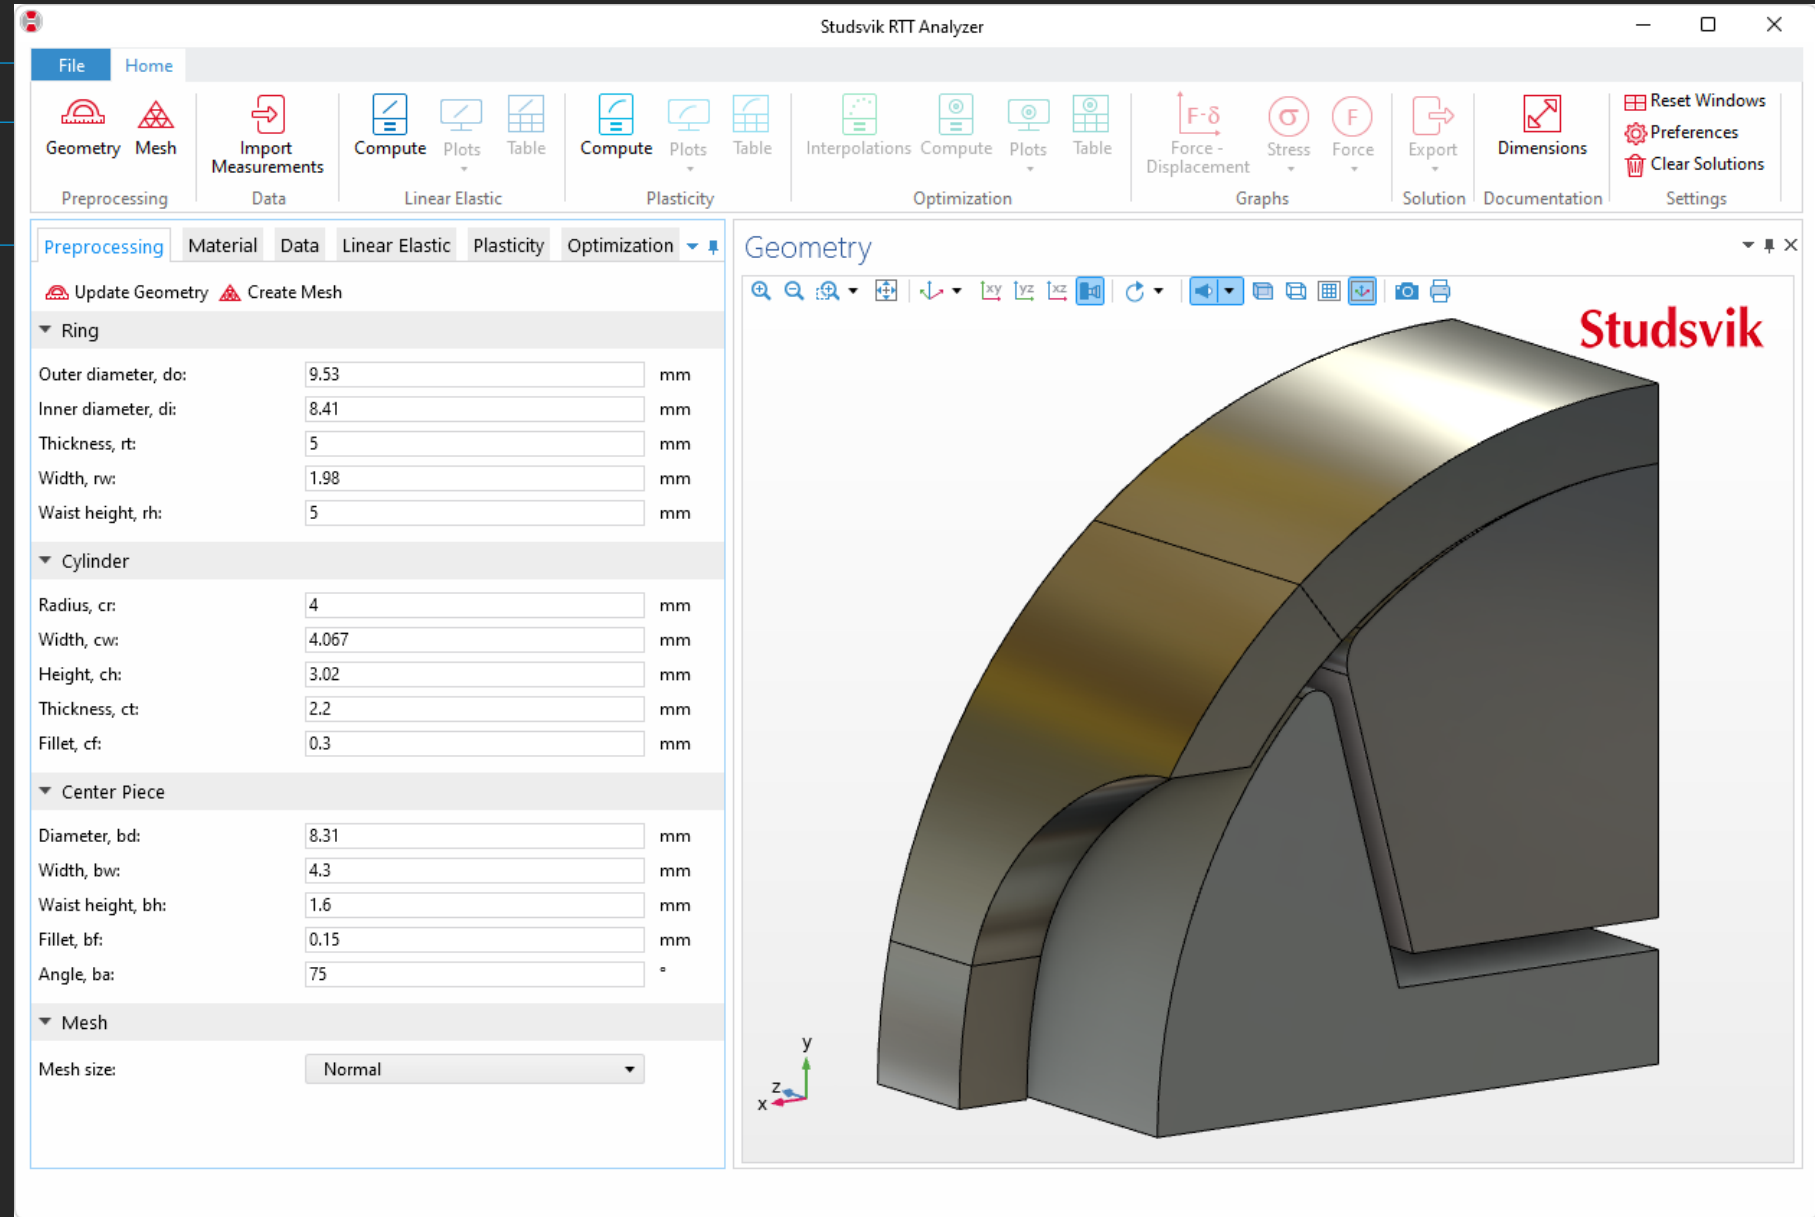 Studsvik RTT Analyzer
File Home
Geometry Mesh
Import Measurements
Compute Plots Table
Compute Plots Table
Interpolations Compute Plots Table
F-δ
Force - Displacement
σ
Stress
F
Force
Export
Dimensions
Reset Windows
Preferences
Clear Solutions
Preprocessing Data Linear Elastic Plasticity Optimization Graphs Solution Documentation Settings
Preprocessing Material Data Linear Elastic Plasticity Optimization
Update Geometry Create Mesh
Ring
Outer diameter, do: 9.53 mm
Inner diameter, di: 8.41 mm
Thickness, rt: 5 mm
Width, rw: 1.98 mm
Waist height, rh: 5 mm
Cylinder
Radius, cr: 4 mm
Width, cw: 4.067 mm
Height, ch: 3.02 mm
Thickness, ct: 2.2 mm
Fillet, cf: 0.3 mm
Center Piece
Diameter, bd: 8.31 mm
Width, bw: 4.3 mm
Waist height, bh: 1.6 mm
Fillet, bf: 0.15 mm
Angle, ba: 75 °
Mesh
Mesh size: Normal
Geometry
xy yz xz
Studsvik
y
z
x